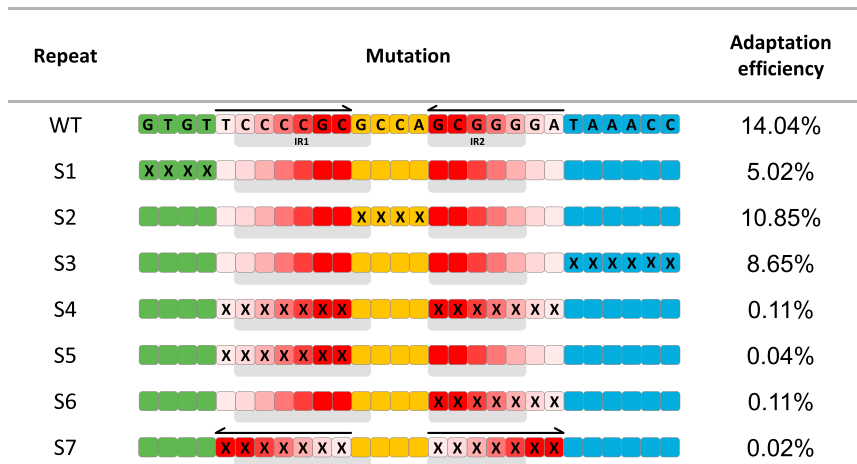 Repeat Mutation Adaptation efficiency
WT G T G T T C C C C G C G C C A G C G G G G A T A A A C C 14.04%
IR1 IR2
S1 X X X X 5.02%
S2 X X X X 10.85%
S3 X X X X X X 8.65%
S4 X X X X X X X X X X X X X X 0.11%
S5 X X X X X X X 0.04%
S6 X X X X X X X 0.11%
S7 X X X X X X X X X X X X X X 0.02%